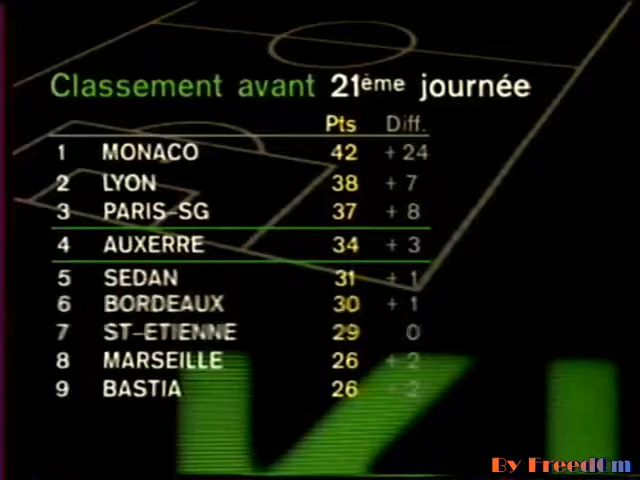 Classement avant 21ème journée
Pts Diff.
1 MONACO 42 + 24
2 LYON 38 + 7
3 PARIS-SG 37 + 8
4 AUXERRE 34 + 3
5 SEDAN 31 + 1
6 BORDEAUX 30 + 1
7 ST-ETIENNE 29 0
8 MARSEILLE 26 + 2
9 BASTIA 26 - 2
By Freed0m